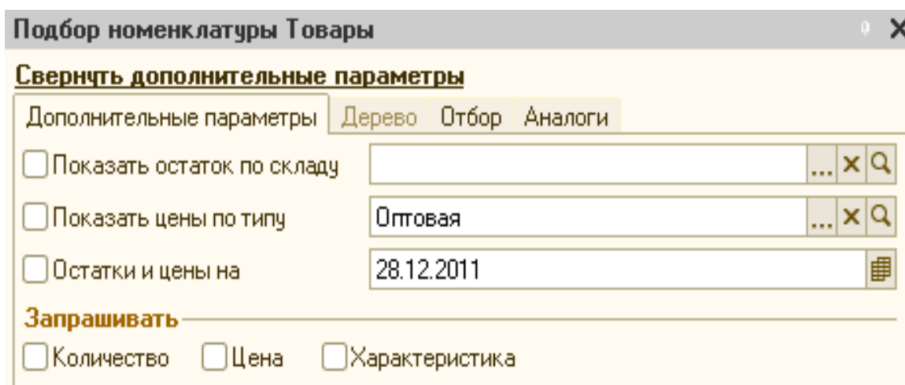 Подбор номенклатуры Товары
Свернуть дополнительные параметры
Дополнительные параметры Дерево Отбор Аналоги
Показать остаток по складу ...
Показать цены по типу Оптовая ...
Остатки и цены на 28.12.2011
Запрашивать
Количество Цена Характеристика